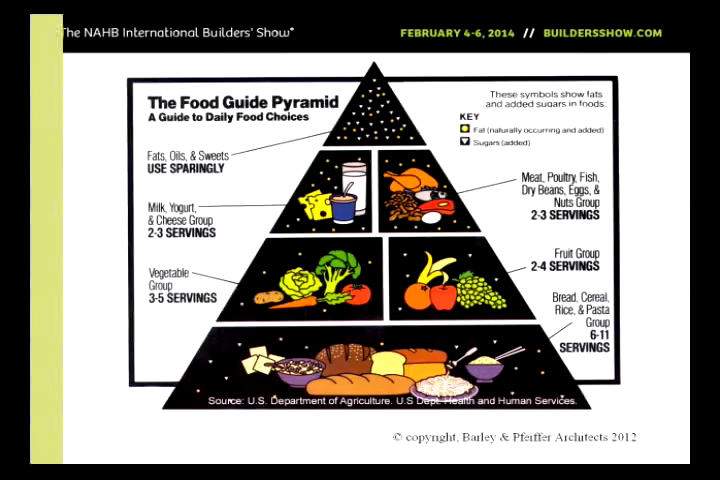 The NAHB International Builders' Show*
FEBRUARY 4-6, 2014 // BUILDERSSHOW.COM
The Food Guide Pyramid
A Guide to Daily Food Choices
These symbols show fats
and added sugars in foods.
KEY
Fat (naturally occurring and added)
Sugars (added)
Fats, Oils, & Sweets
USE SPARINGLY
Milk, Yogurt,
& Cheese Group
2-3 SERVINGS
Meat, Poultry, Fish,
Dry Beans, Eggs, &
Nuts Group
2-3 SERVINGS
Vegetable
Group
3-5 SERVINGS
Fruit Group
2-4 SERVINGS
Bread, Cereal,
Rice, & Pasta
Group
6-11
SERVINGS
Source: U.S. Department of Agriculture. U.S Dept. Health and Human Services.
© copyright, Barley & Pfeiffer Architects 2012